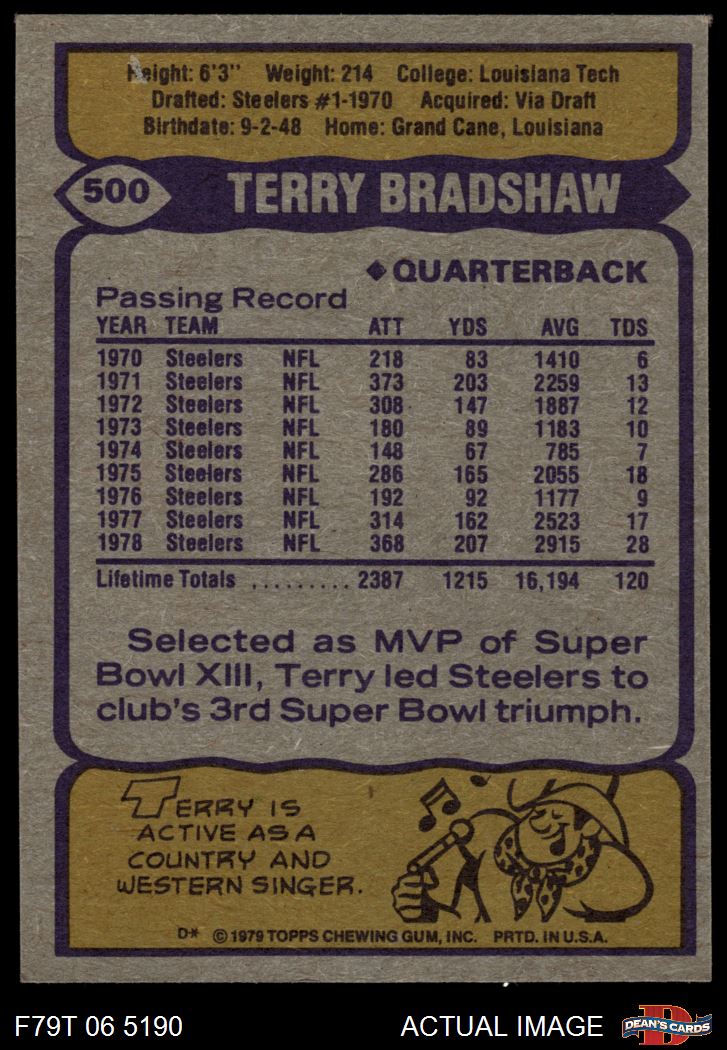 Height: 6'3" Weight: 214 College: Louisiana Tech
Drafted: Steelers #1-1970 Acquired: Via Draft
Birthdate: 9-2-48 Home: Grand Cane, Louisiana
500 TERRY BRADSHAW
◆ QUARTERBACK
Passing Record
YEAR TEAM ATT YDS AVG TDS
1970 Steelers NFL 218 83 1410 6
1971 Steelers NFL 373 203 2259 13
1972 Steelers NFL 308 147 1887 12
1973 Steelers NFL 180 89 1183 10
1974 Steelers NFL 148 67 785 7
1975 Steelers NFL 286 165 2055 18
1976 Steelers NFL 192 92 1177 9
1977 Steelers NFL 314 162 2523 17
1978 Steelers NFL 368 207 2915 28
Lifetime Totals ......... 2387 1215 16,194 120
Selected as MVP of Super
Bowl XIII, Terry led Steelers to
club's 3rd Super Bowl triumph.
TERRY IS
ACTIVE AS A
COUNTRY AND
WESTERN SINGER.
D* © 1979 TOPPS CHEWING GUM, INC. PRTD. IN U.S.A.
F79T 06 5190 ACTUAL IMAGE D DEAN'S CARDS